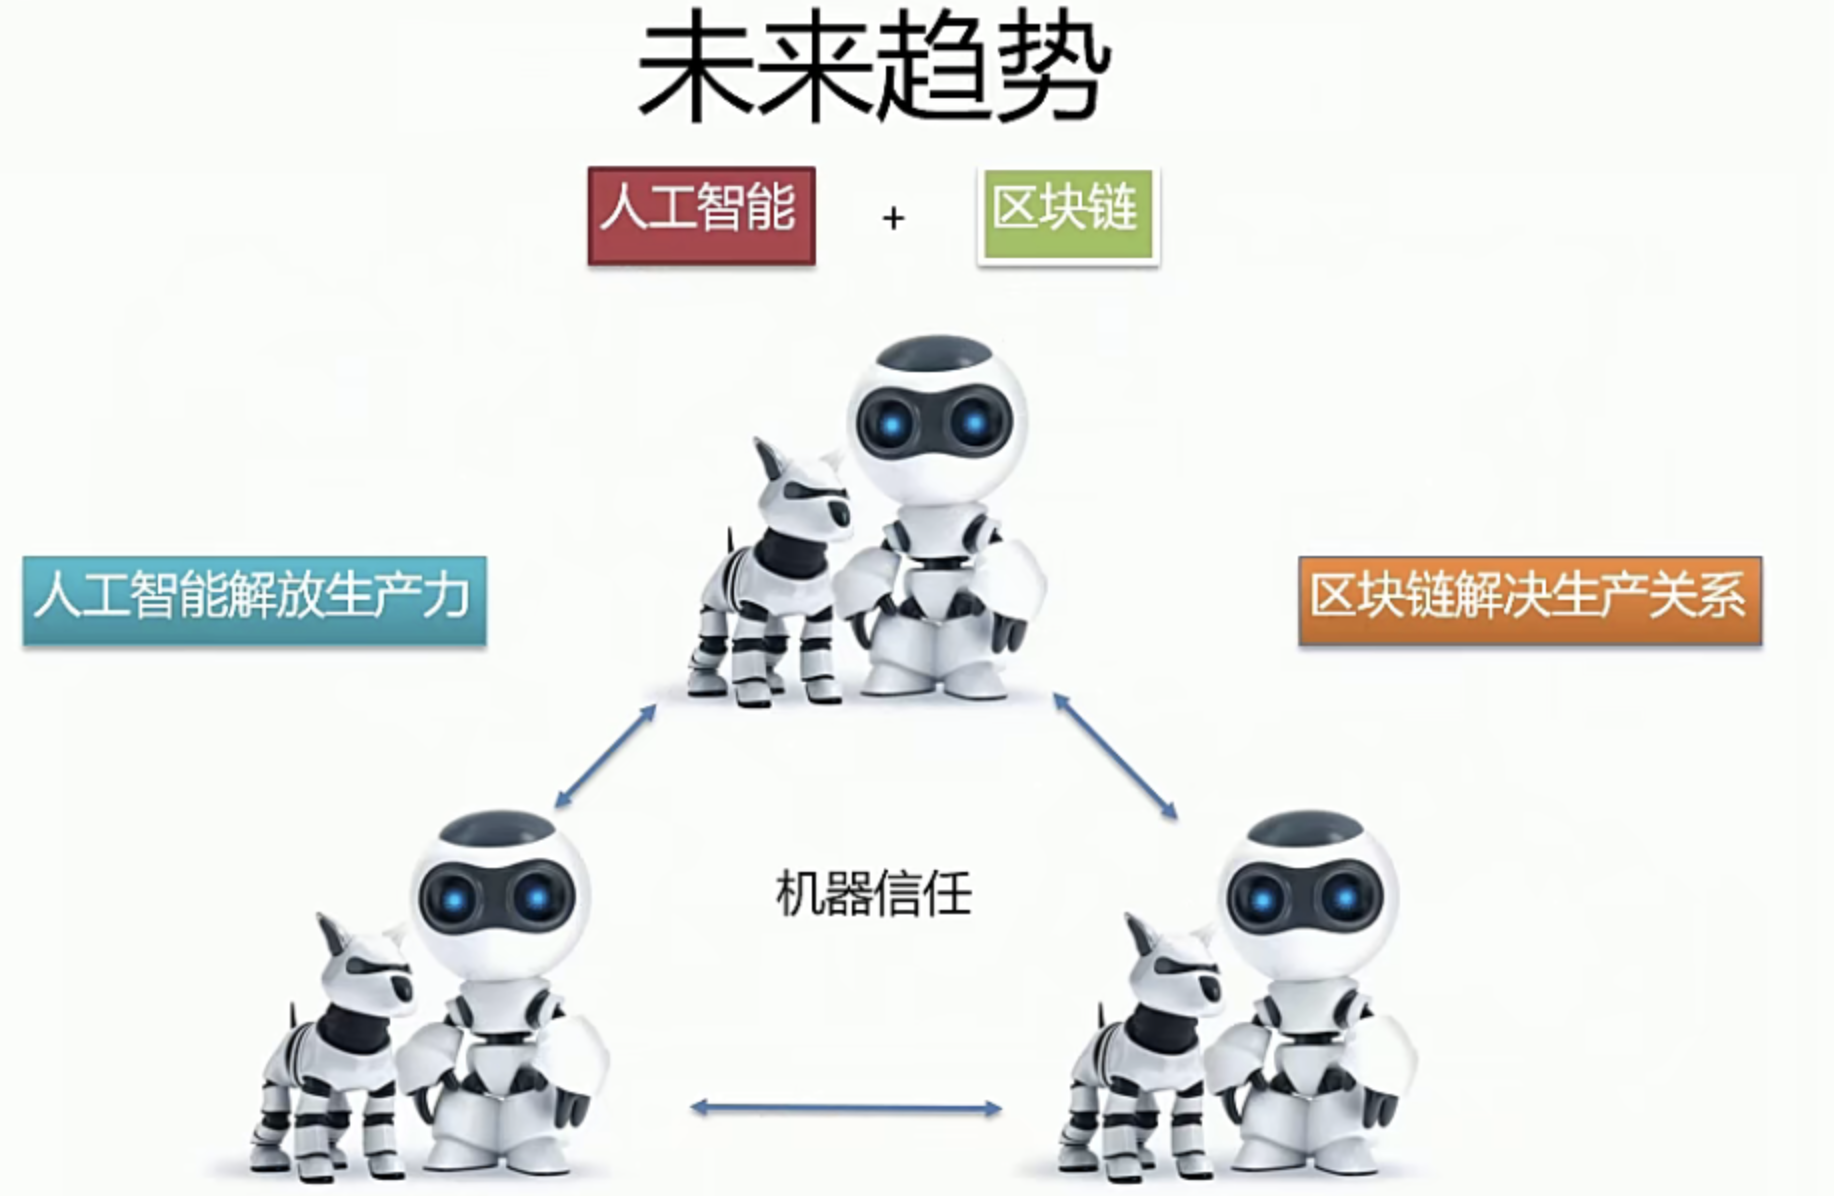 未来趋势
人工智能 + 区块链
人工智能解放生产力
区块链解决生产关系
机器信任